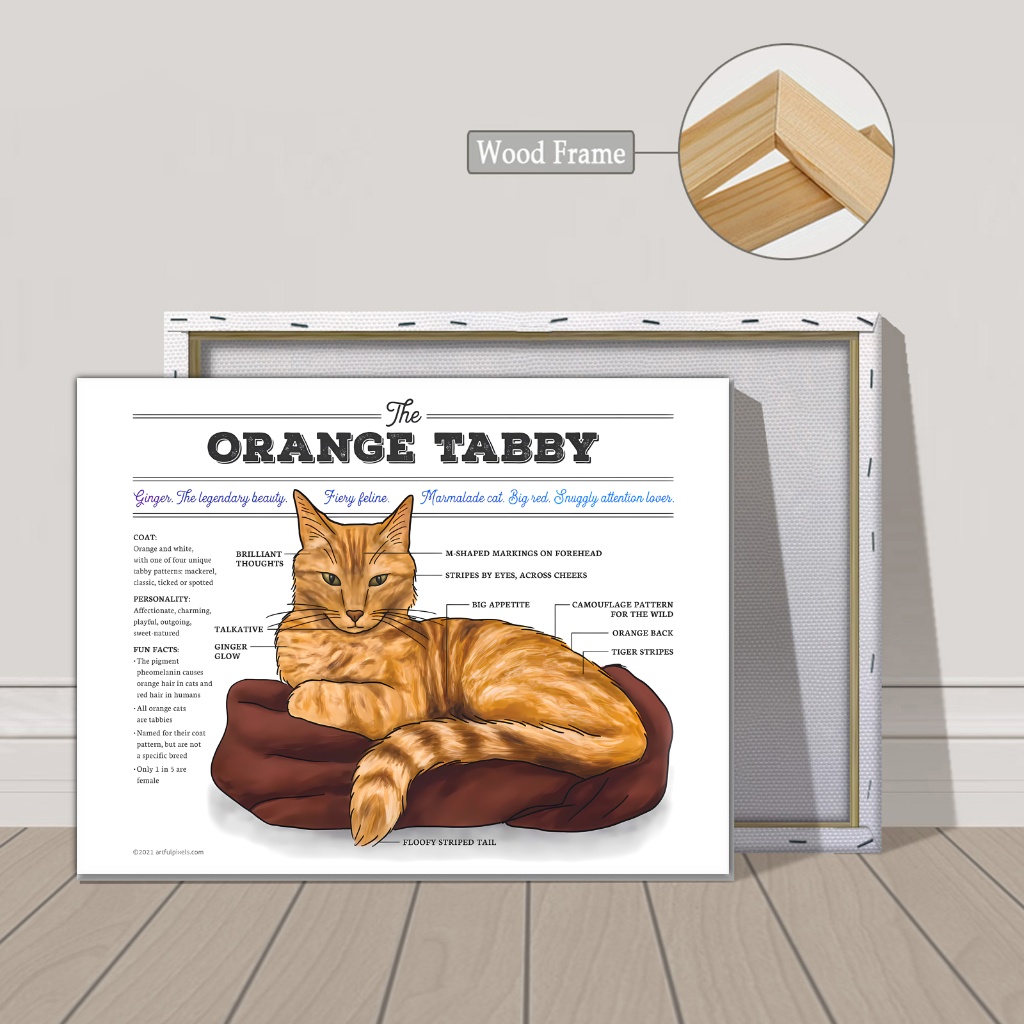 Wood Frame
The
ORANGE TABBY
Ginger. The legendary beauty. Fiery feline. Marmalade cat. Big red. Snuggly attention lover.
COAT:
Orange and white,
with one of four unique
tabby patterns: mackerel,
classic, ticked or spotted
PERSONALITY:
Affectionate, charming,
playful, outgoing,
sweet-natured
FUN FACTS:
· The pigment
pheomelanin causes
orange hair in cats and
red hair in humans
· All orange cats
are tabbies
· Named for their coat
pattern, but are not
a specific breed
· Only 1 in 5 are
female
BRILLIANT
THOUGHTS
TALKATIVE
GINGER
GLOW
M-SHAPED MARKINGS ON FOREHEAD
STRIPES BY EYES, ACROSS CHEEKS
BIG APPETITE
CAMOUFLAGE PATTERN
FOR THE WILD
ORANGE BACK
TIGER STRIPES
FLOOFY STRIPED TAIL
©2021 artfulpixels.com